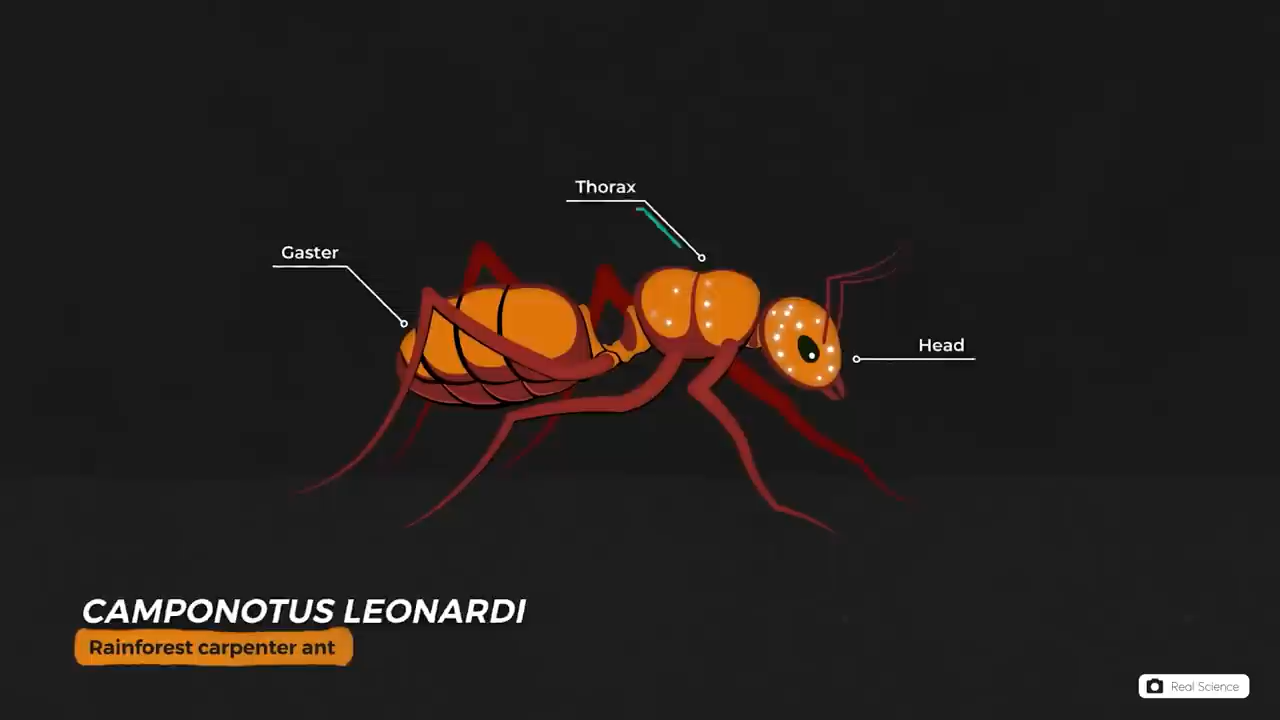 Thorax
Gaster
Head
CAMPONOTUS LEONARDI
Rainforest carpenter ant
Real Science